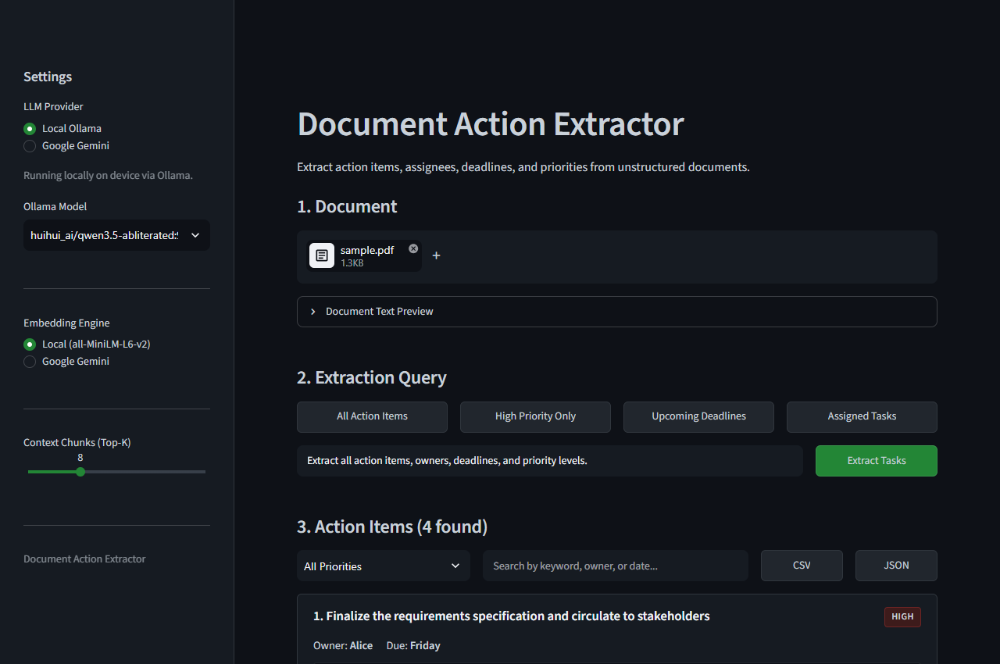 Settings
LLM Provider
Local Ollama
Google Gemini
Running locally on device via Ollama.
Ollama Model
huihui_ai/qwen3.5-abliterated:
Embedding Engine
Local (all-MiniLM-L6-v2)
Google Gemini
Context Chunks (Top-K)
8
Document Action Extractor
Document Action Extractor
Extract action items, assignees, deadlines, and priorities from unstructured documents.
1. Document
sample.pdf
1.3KB
Document Text Preview
2. Extraction Query
All Action Items
High Priority Only
Upcoming Deadlines
Assigned Tasks
Extract all action items, owners, deadlines, and priority levels.
Extract Tasks
3. Action Items (4 found)
All Priorities
Search by keyword, owner, or date...
CSV
JSON
1. Finalize the requirements specification and circulate to stakeholders
HIGH
Owner: Alice Due: Friday